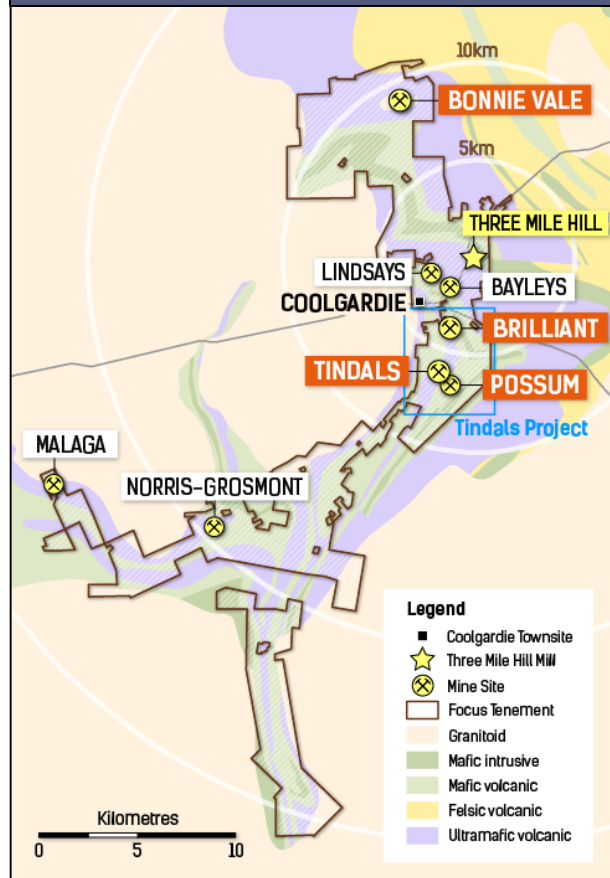 10km
BONNIE VALE
5km
THREE MILE HILL
LINDSAYS
BAYLEYS
COOLGARDIE
BRILLIANT
TINDALS
POSSUM
Tindals Project
MALAGA
NORRIS-GROSMONT
Legend
Coolgardie Townsite
Three Mile Hill Mill
Mine Site
Focus Tenement
Granitoid
Mafic intrusive
Mafic volcanic
Felsic volcanic
Ultramafic volcanic
Kilometres
0 5 10